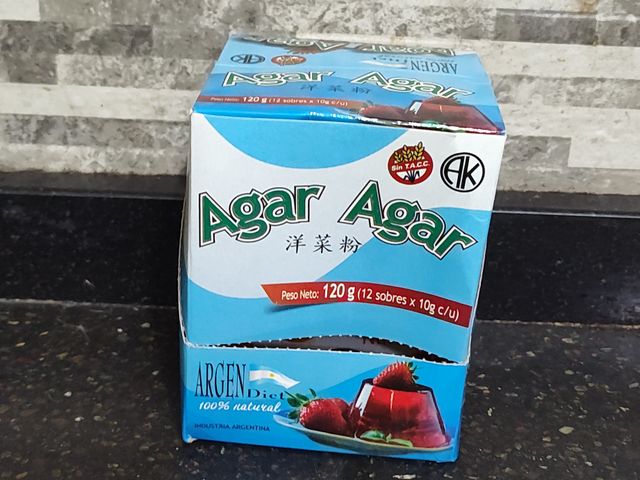 Agar Agar
ARGEN
Agar Agar
洋菜粉
Peso Neto: 120 g (12 sobres x 10g c/u)
Sin T.A.C.C.
AK
Agar Agar
洋菜粉
Peso Neto: 120 g (12 sobres x 10g c/u)
ARGEN
Diet
100% natural
INDUSTRIA ARGENTINA